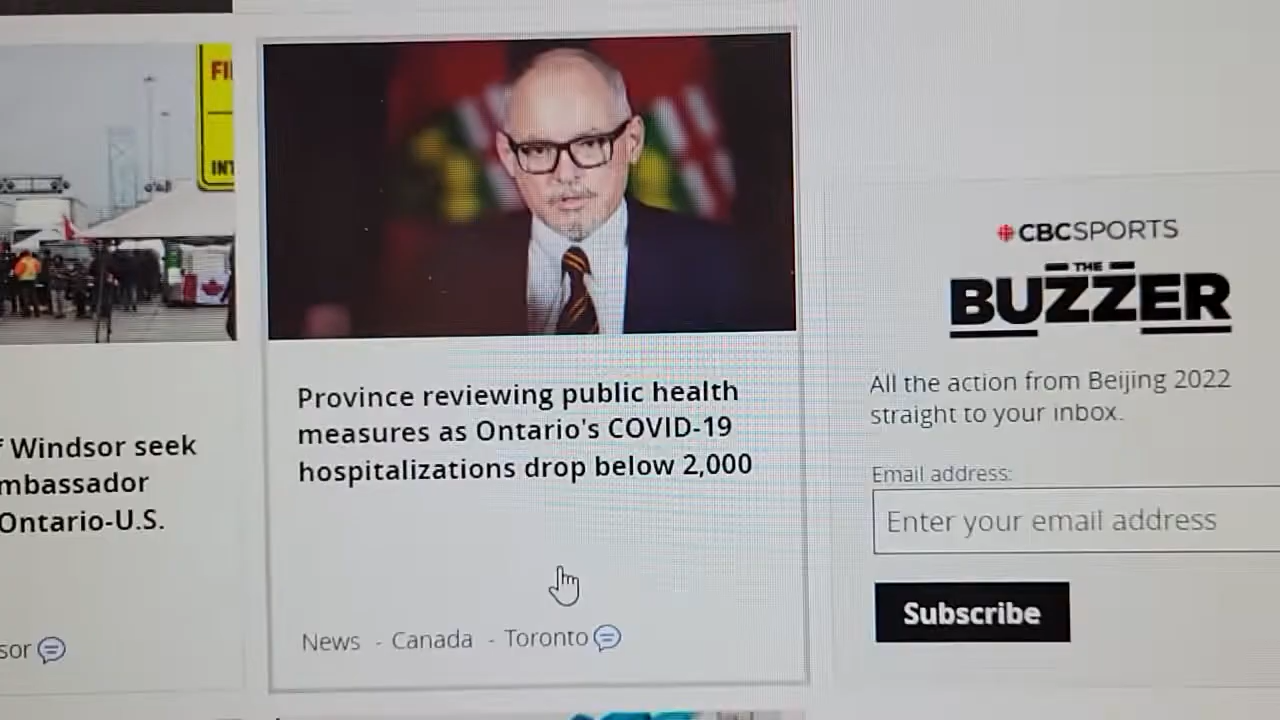 FI
INT
Windsor seek
mbassador
Ontario-U.S.
sor
Province reviewing public health
measures as Ontario's COVID-19
hospitalizations drop below 2,000
News - Canada - Toronto
CBCSPORTS
THE
BUZZER
All the action from Beijing 2022
straight to your inbox.
Email address:
Enter your email address
Subscribe